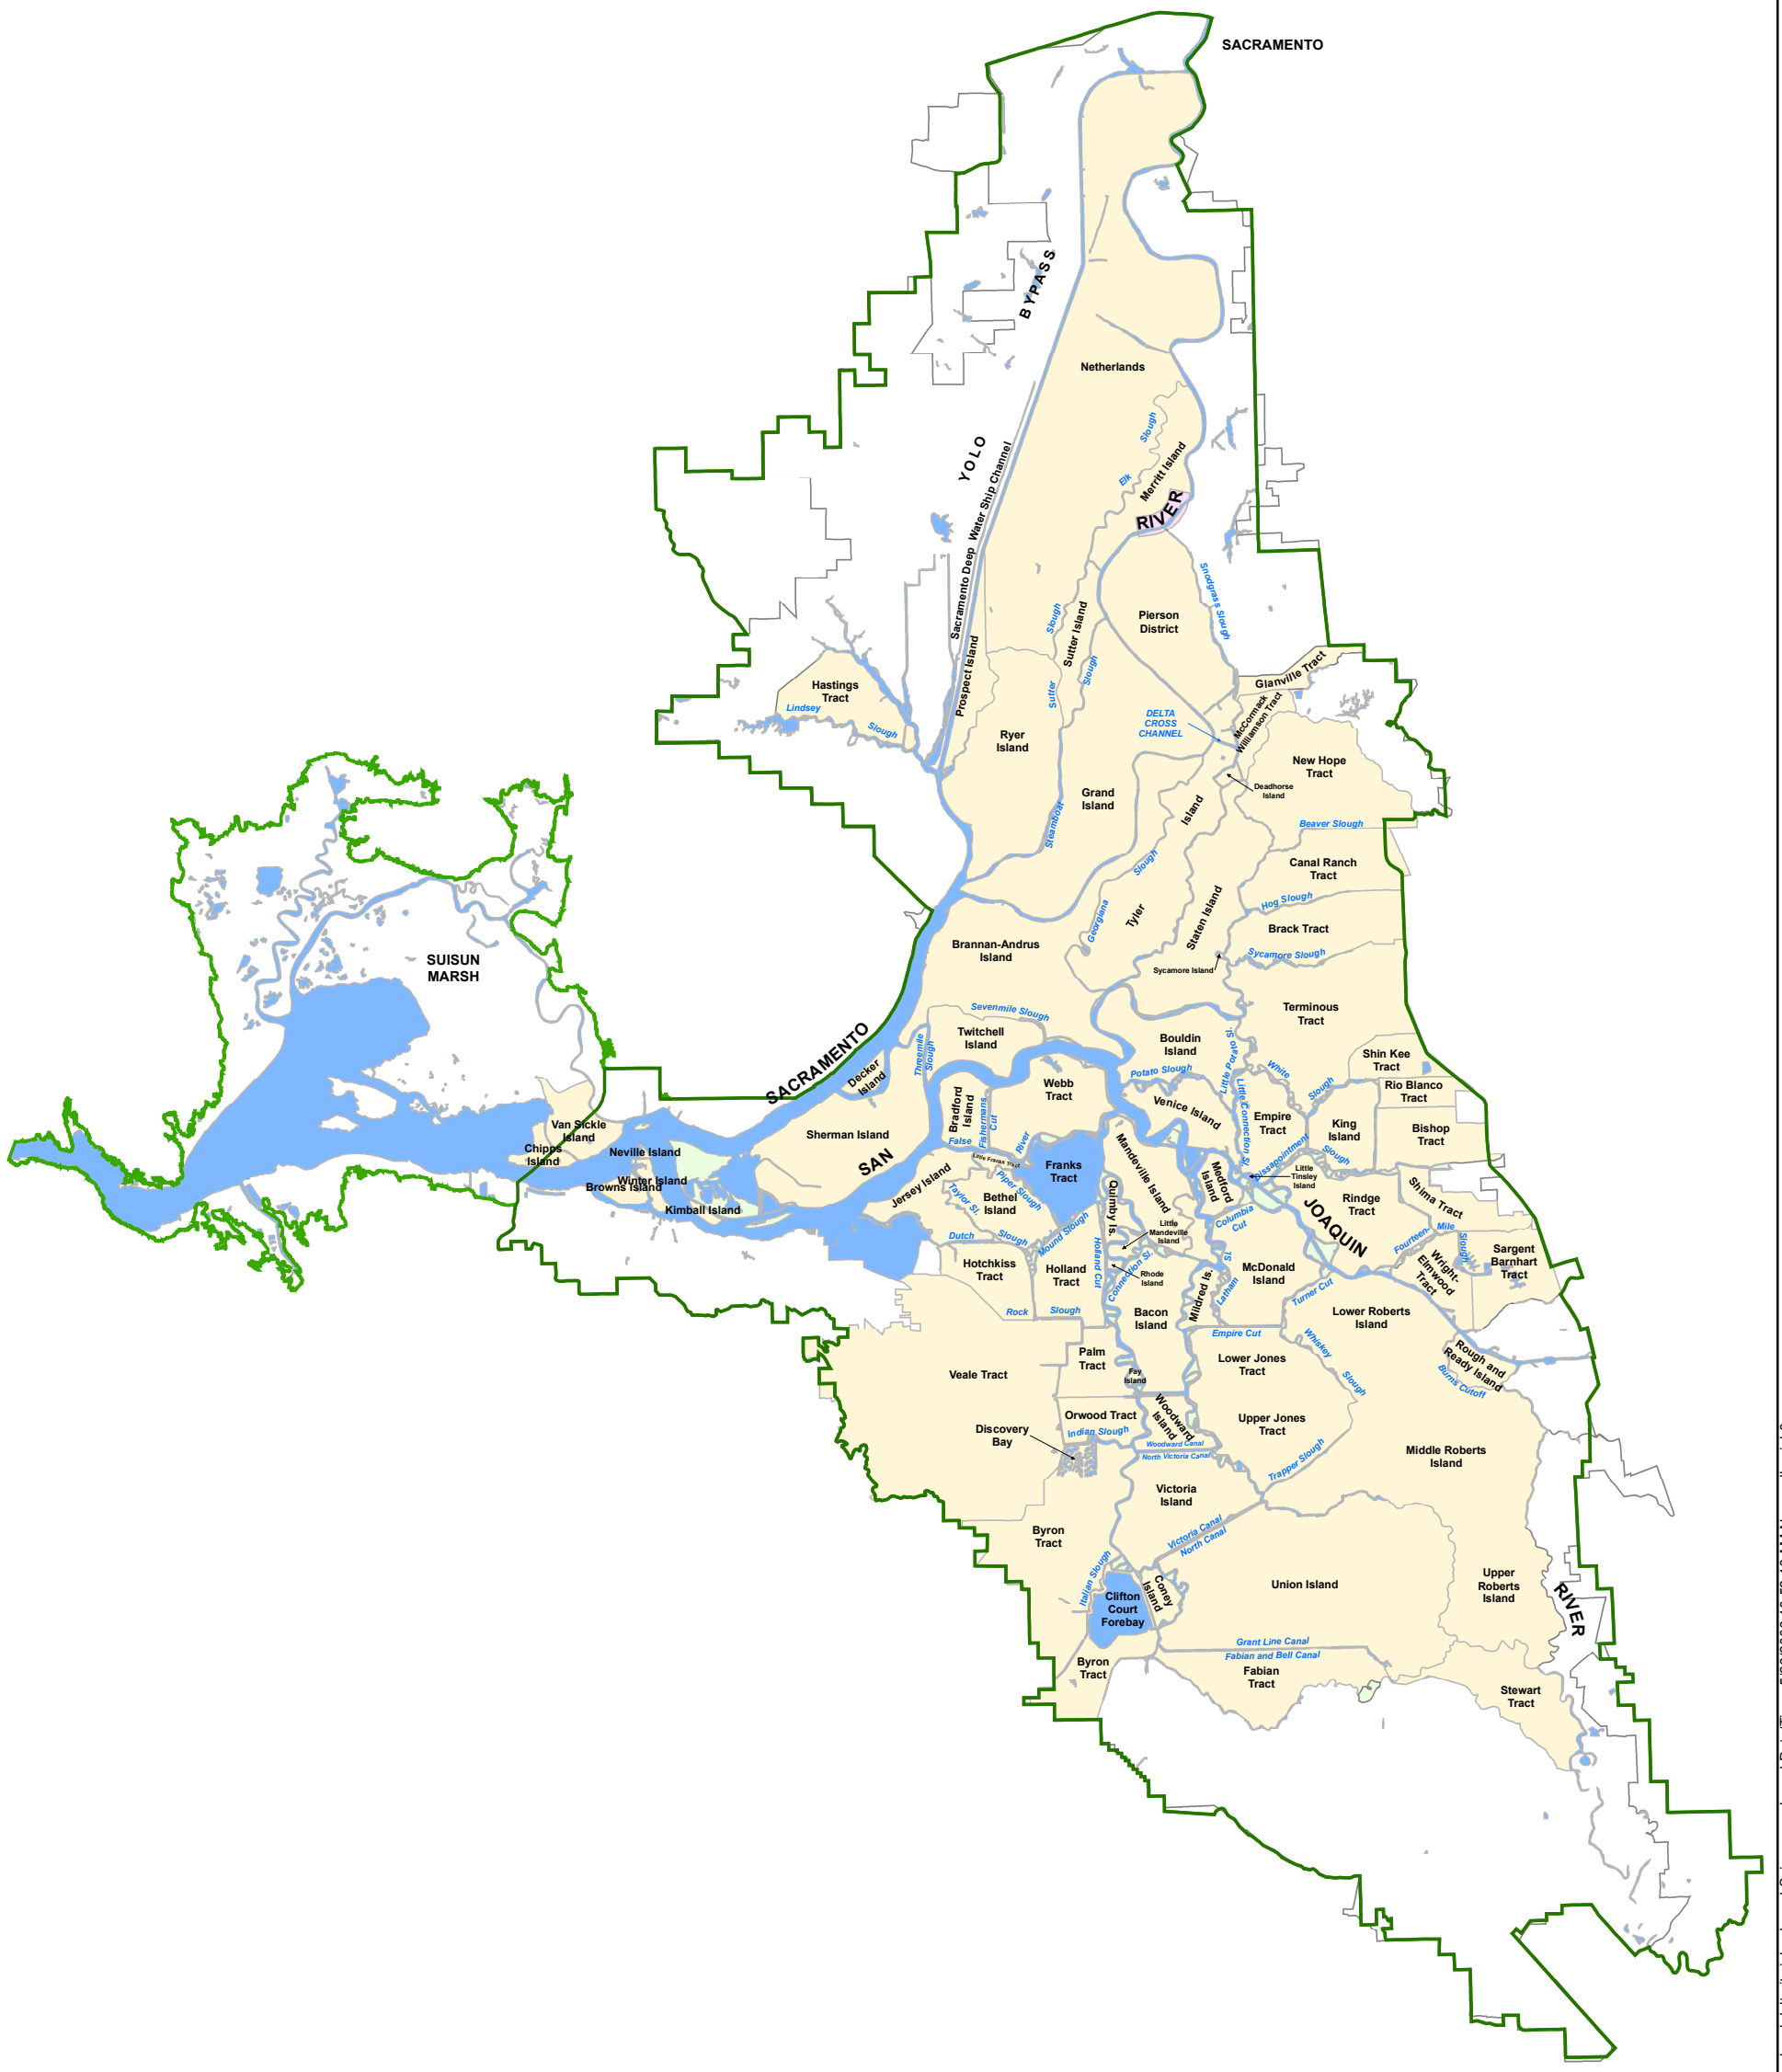 SACRAMENTO
BYPASS
Netherlands
YOLO
Slough
Elk
Merritt Island
RIVER
Sacramento Deep Water Ship Channel
Snodgrass Slough
Pierson
District
Slough
Sutter Island
Slough
Sutter
Prospect Island
Glanville Tract
Hastings
Tract
Lindsey
Slough
McCormack
Williamson Tract
DELTA
CROSS
CHANNEL
Ryer
Island
New Hope
Tract
Deadhorse
Island
Grand
Island
Island
Steamboat
Beaver Slough
Slough
Canal Ranch
Tract
Hog Slough
Georgiana
Tyler
Staten Island
Brack Tract
Brannan-Andrus
Island
Sycamore Slough
Sycamore Island
SUISUN
MARSH
Sevenmile Slough
Terminous
Tract
Twitchell
Island
Threemile
Slough
Bouldin
Island
Little Potato Sl.
SACRAMENTO
Decker
Island
Shin Kee
Tract
White
Slough
Potato Slough
Webb
Tract
Rio Blanco
Tract
Bradford
Island
Fishermans
Cut
Venice Island
Little Connection Sl.
Empire
Tract
King
Island
Bishop
Tract
Van Sickle
Island
Sherman Island
False
River
Chipps
Island
Neville Island
SAN
Little Franks Tract
Franks
Tract
Mandeville Island
Dissapointment
Slough
Little
Tinsley
Island
Medford
Island
Winter Island
Browns Island
Kimball Island
Jersey Island
Piper Slough
Taylor Sl.
Bethel
Island
Quimby Is.
Rindge
Tract
Shima Tract
Columbia
Cut
JOAQUIN
Little
Mandeville
Island
Dutch
Slough
Mound Slough
Holland Cut
Fourteen
Mile
Slough
Sargent
Barnhart
Tract
Wright-
Elmwood
Tract
Hotchkiss
Tract
Holland
Tract
Connection Sl.
Rhode
Island
Mildred Is.
Latham
Sl.
McDonald
Island
Turner Cut
Rock
Slough
Bacon
Island
Lower Roberts
Island
Empire Cut
Whiskey
Slough
Palm
Tract
Lower Jones
Tract
Rough and
Ready Island
Burns Cutoff
Veale Tract
Fay
Island
Orwood Tract
Woodward
Island
Upper Jones
Tract
Discovery
Bay
Indian Slough
Woodward Canal
North Victoria Canal
Trapper Slough
Middle Roberts
Island
Victoria
Island
Victoria Canal
North Canal
Byron
Tract
Italian Slough
Clifton
Court
Forebay
Coney
Island
Union Island
Upper
Roberts
Island
RIVER
Grant Line Canal
Fabian and Bell Canal
Byron
Tract
Fabian
Tract
Stewart
Tract